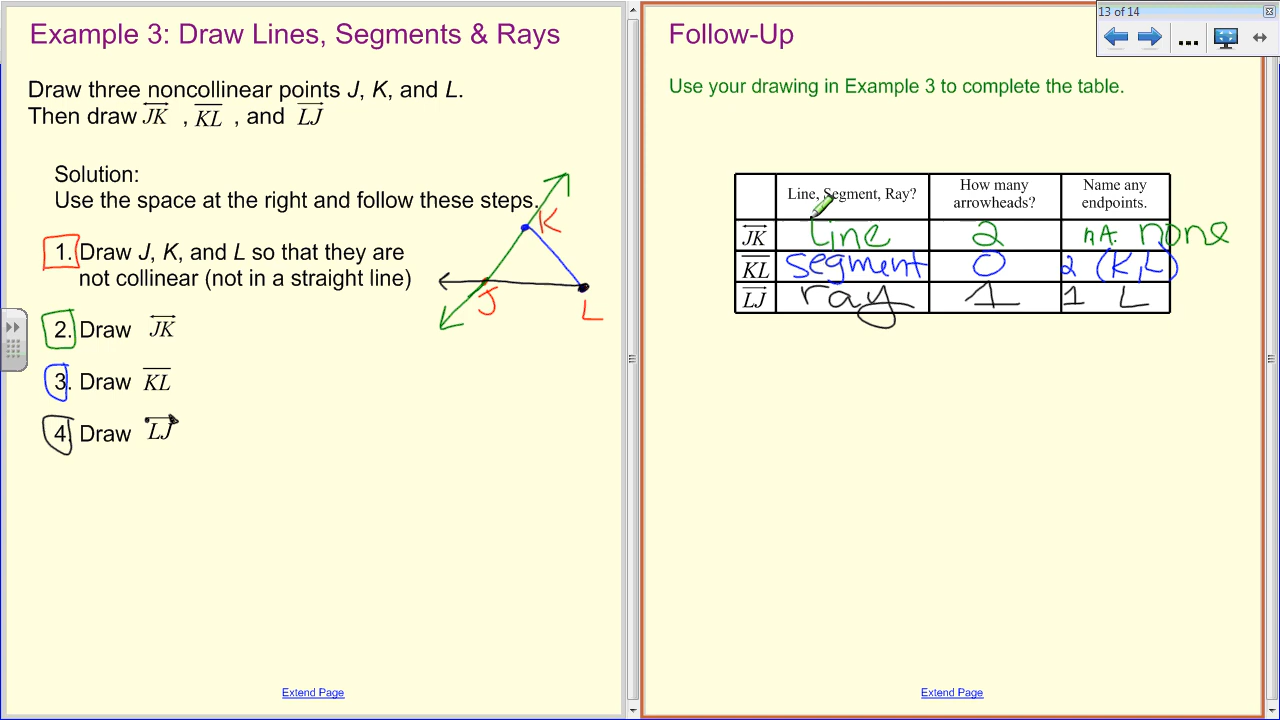 Example 3: Draw Lines, Segments & Rays
Draw three noncollinear points J, K, and L.
Then draw JK , KL , and LJ
Solution:
Use the space at the right and follow these steps.
1. Draw J, K, and L so that they are
not collinear (not in a straight line)
2. Draw JK
3. Draw KL
4. Draw LJ
K
J
L
Extend Page
13 of 14
Follow-Up
Use your drawing in Example 3 to complete the table.
Line, Segment, Ray? How many arrowheads? Name any endpoints.
JK Line 2 n.A. none
KL segment 0 2 (K,L)
LJ ray 1 1 L
Extend Page